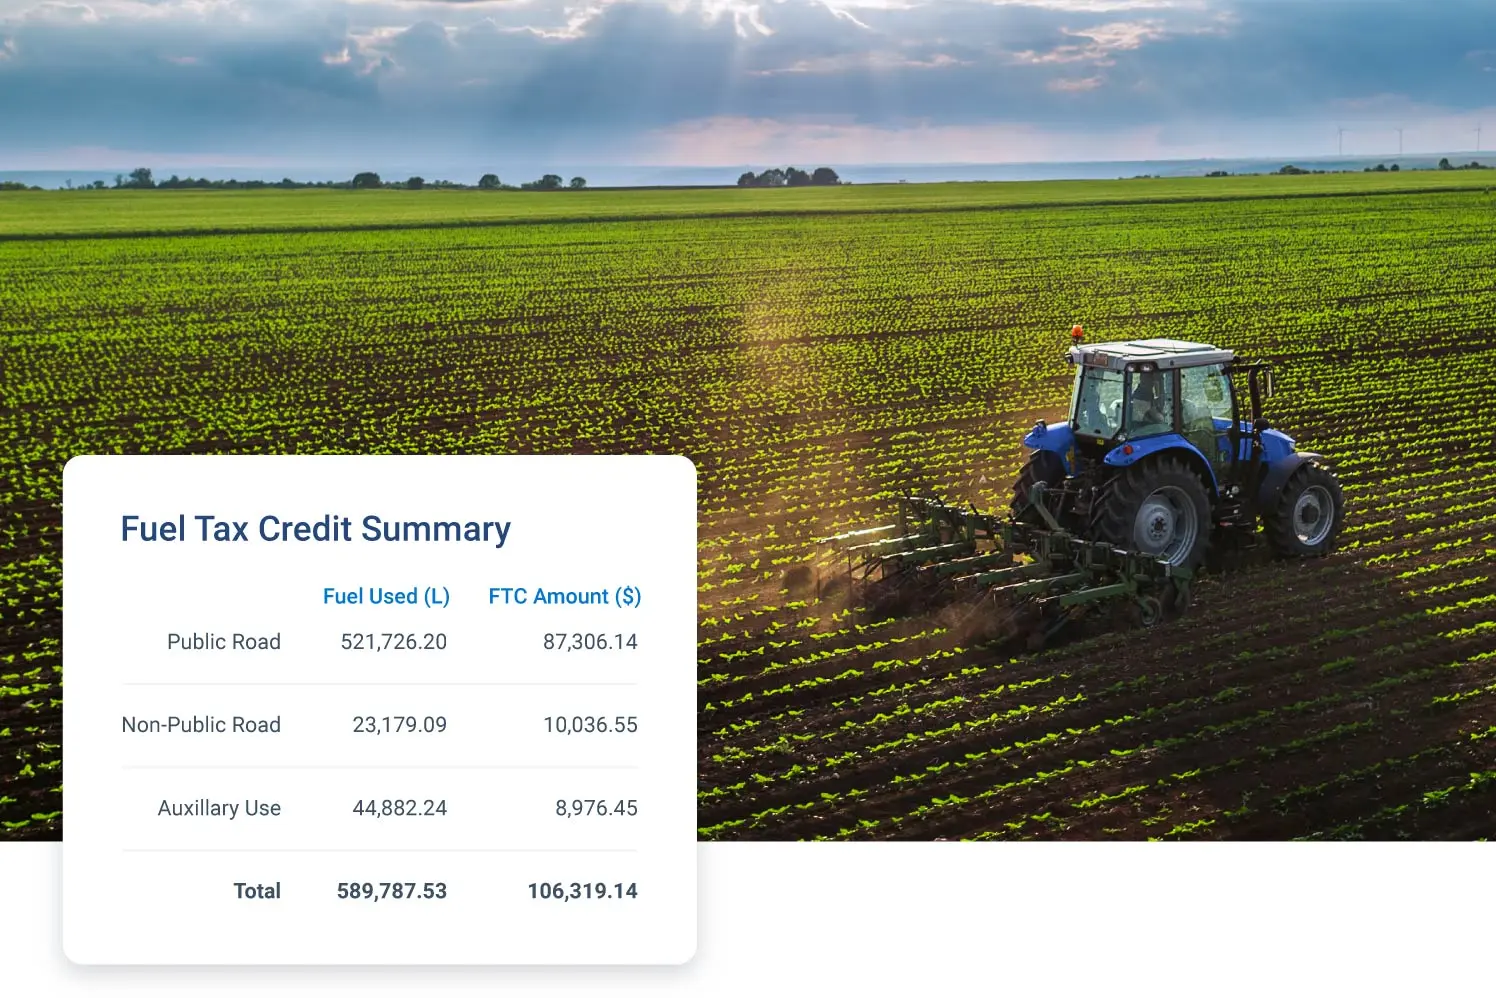 Fuel Tax Credit Summary
Fuel Used (L) FTC Amount ($)
Public Road 521,726.20 87,306.14
Non-Public Road 23,179.09 10,036.55
Auxillary Use 44,882.24 8,976.45
Total 589,787.53 106,319.14